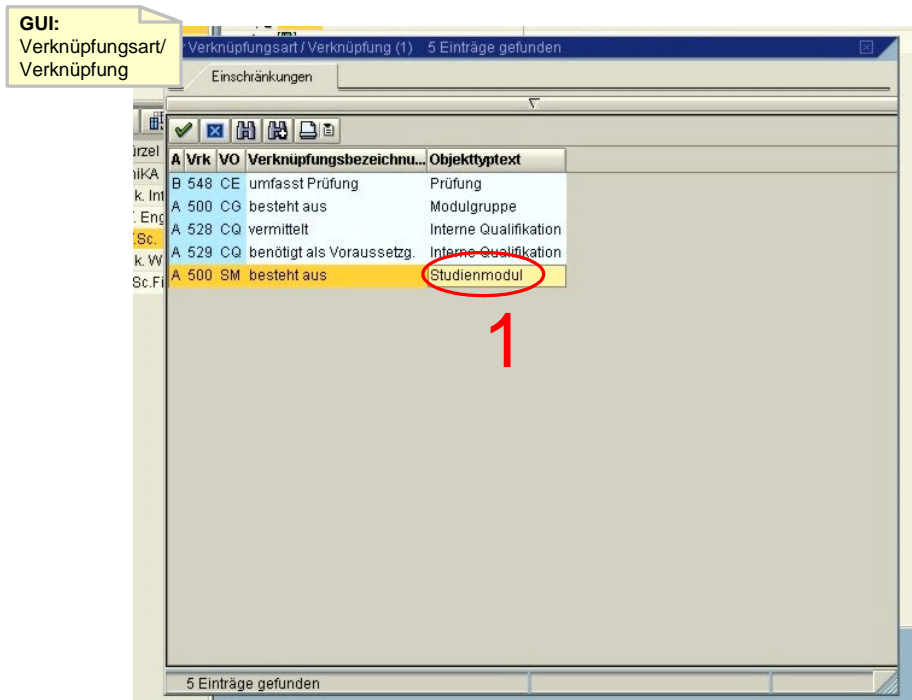 GUI:
Verknüpfungsart/
Verknüpfung
Verknüpfungsart / Verknüpfung (1) 5 Einträge gefunden
Einschränkungen
A Vrk VO Verknüpfungsbezeichnu... Objekttyptext
B 548 CE umfasst Prüfung Prüfung
A 500 CG besteht aus Modulgruppe
A 528 CQ vermittelt Interne Qualifikation
A 529 CQ benötigt als Voraussetzg. Interne Qualifikation
A 500 SM besteht aus Studienmodul
1
5 Einträge gefunden